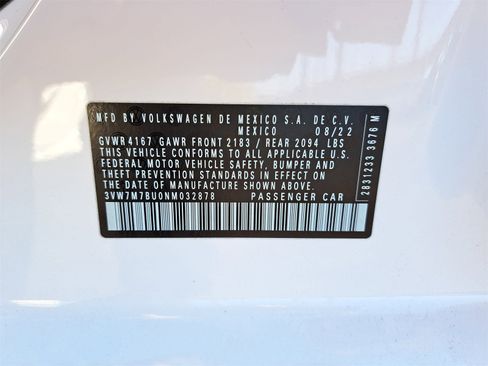 MFD BY VOLKSWAGEN DE MEXICO S.A. DE C.V.
MEXICO 08/22
GVWR 4167 GAWR FRONT 2183 / REAR 2094 LBS
THIS VEHICLE CONFORMS TO ALL APPLICABLE U.S.
FEDERAL MOTOR VEHICLE SAFETY, BUMPER AND
THEFT PREVENTION STANDARDS IN EFFECT ON
THE DATE OF MANUFACTURE SHOWN ABOVE.
3VW7M7BU0NM032878 PASSENGER CAR
2831233 3676 M